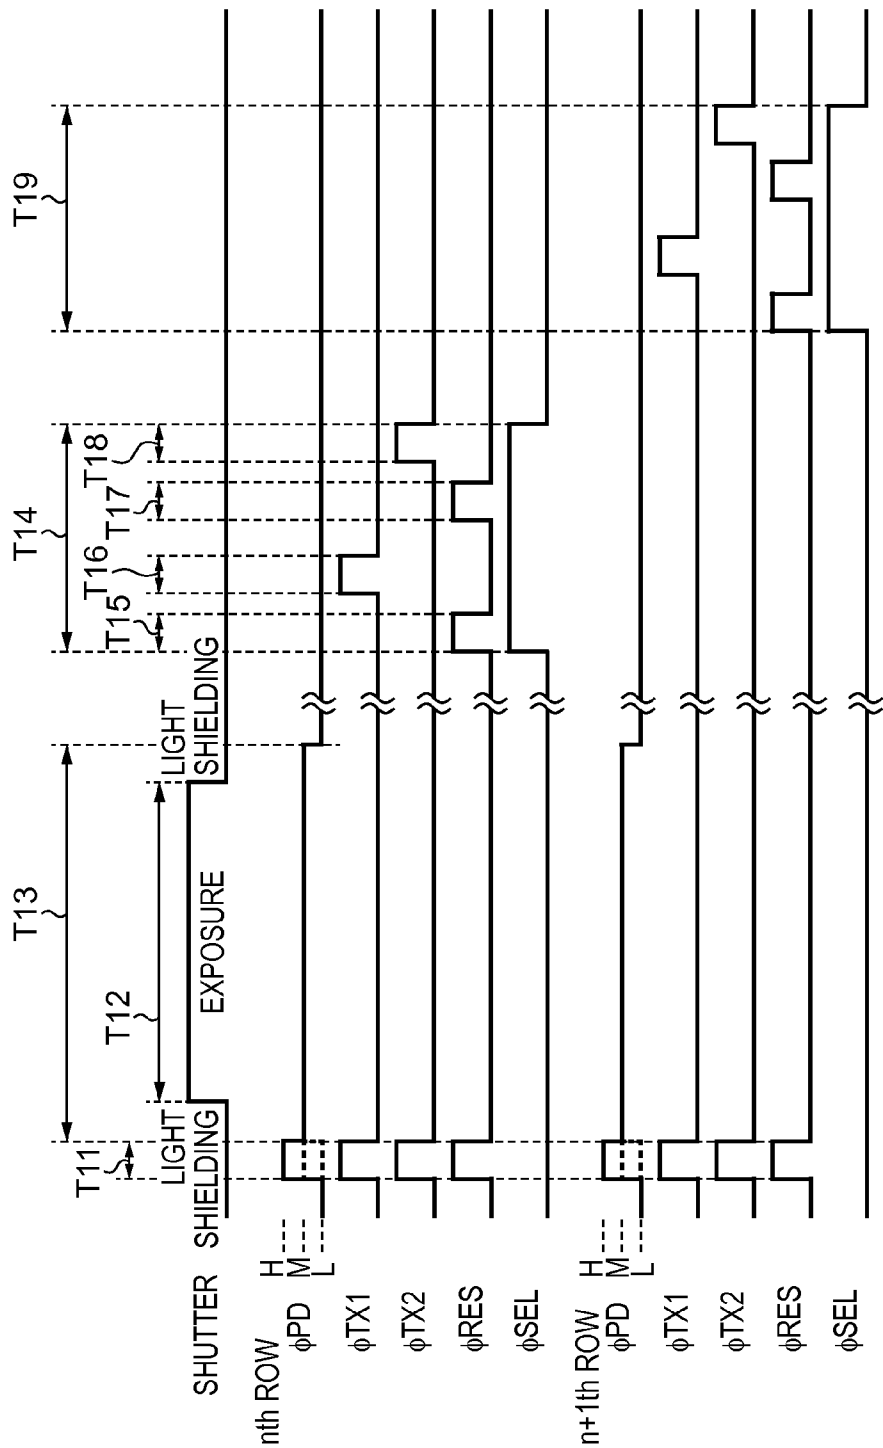 T11
T12
T13
T14
T15
T16
T17
T18
T19
SHUTTER
LIGHT
SHIELDING
EXPOSURE
LIGHT
SHIELDING
nth ROW
H
M
L
ϕPD
ϕTX1
ϕTX2
ϕRES
ϕSEL
n+1th ROW
H
M
L
ϕPD
ϕTX1
ϕTX2
ϕRES
ϕSEL